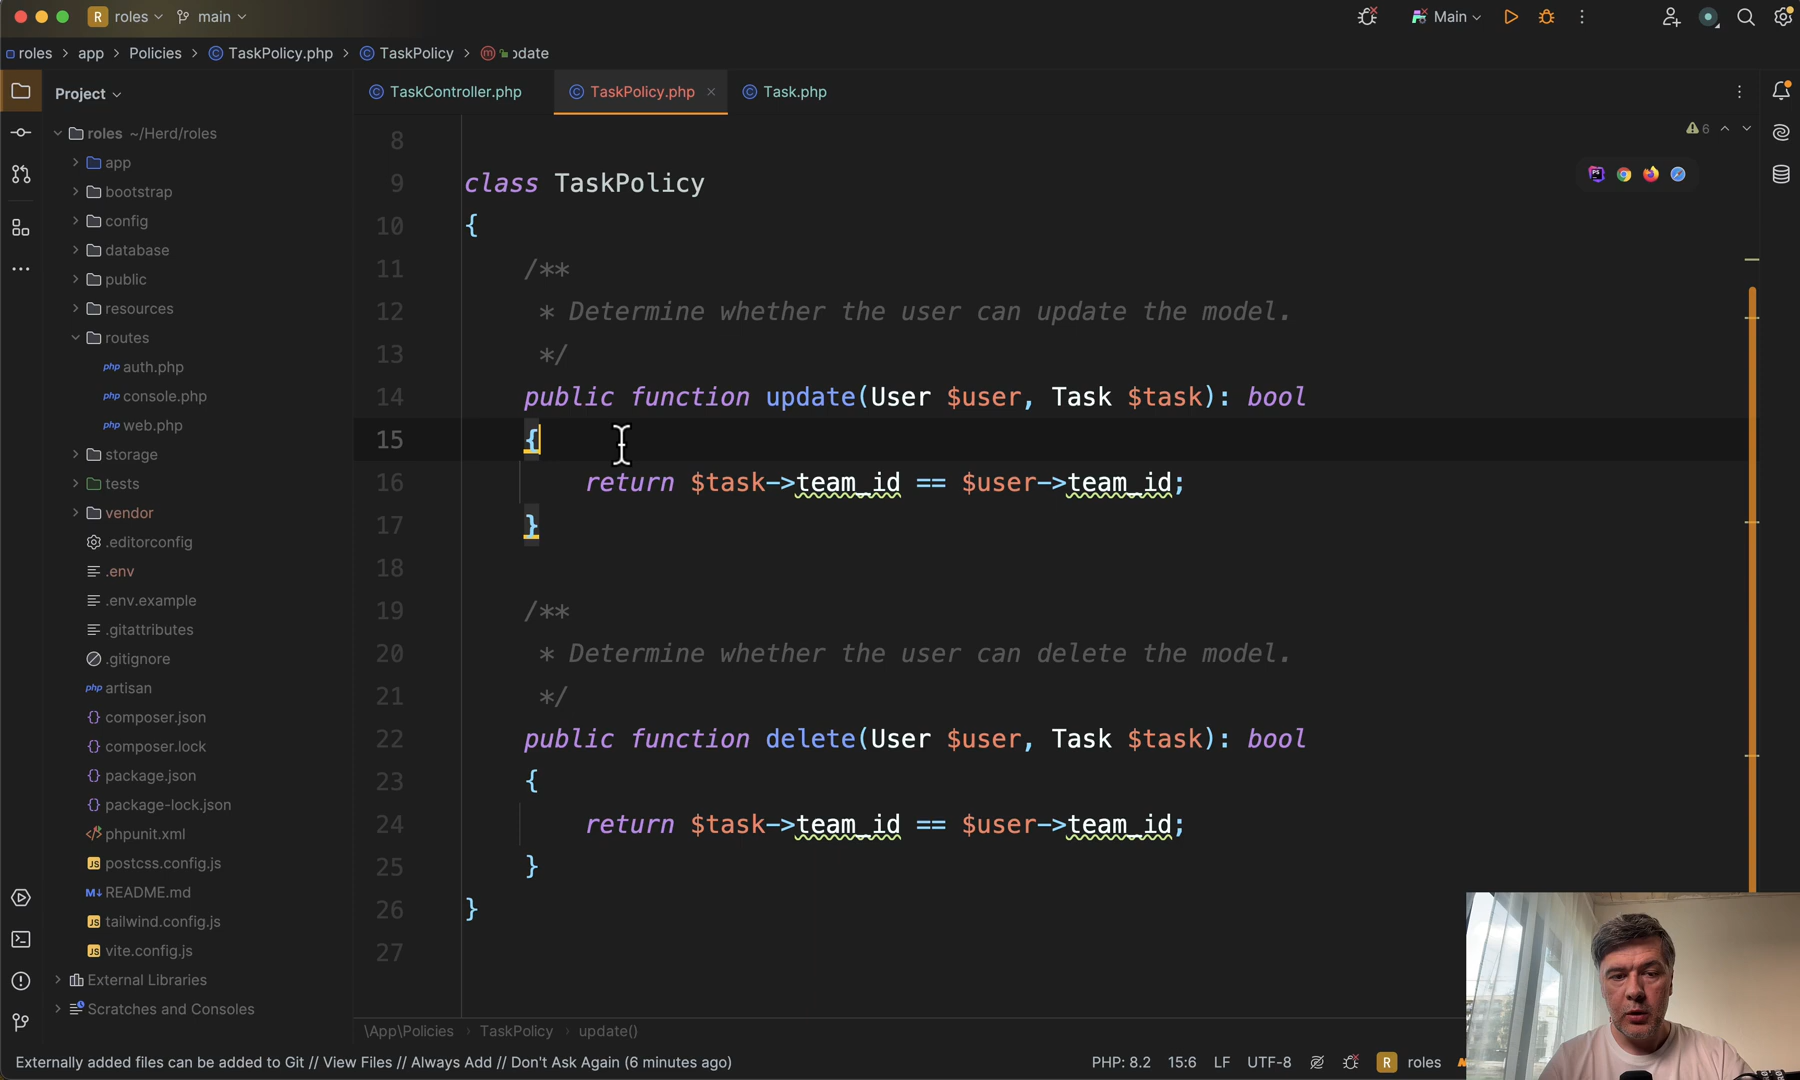 R roles main
Main
roles > app > Policies > TaskPolicy.php > TaskPolicy > m
Project
TaskController.php
TaskPolicy.php
Task.php
6
roles ~/Herd/roles
app
bootstrap
config
database
public
resources
routes
php auth.php
php console.php
php web.php
storage
tests
vendor
.editorconfig
.env
.env.example
.gitattributes
.gitignore
php artisan
{} composer.json
{} composer.lock
{} package.json
{} package-lock.json
</> phpunit.xml
JS postcss.config.js
M↓ README.md
JS tailwind.config.js
JS vite.config.js
External Libraries
Scratches and Consoles
8
9 class TaskPolicy
10 {
11 /**
12 * Determine whether the user can update the model.
13 */
14 public function update(User $user, Task $task): bool
15 {
16 return $task->team_id == $user->team_id;
17 }
18
19 /**
20 * Determine whether the user can delete the model.
21 */
22 public function delete(User $user, Task $task): bool
23 {
24 return $task->team_id == $user->team_id;
25 }
26 }
27
\App\Policies > TaskPolicy > update()
Externally added files can be added to Git // View Files // Always Add // Don't Ask Again (6 minutes ago)
PHP: 8.2 15:6 LF UTF-8 R roles